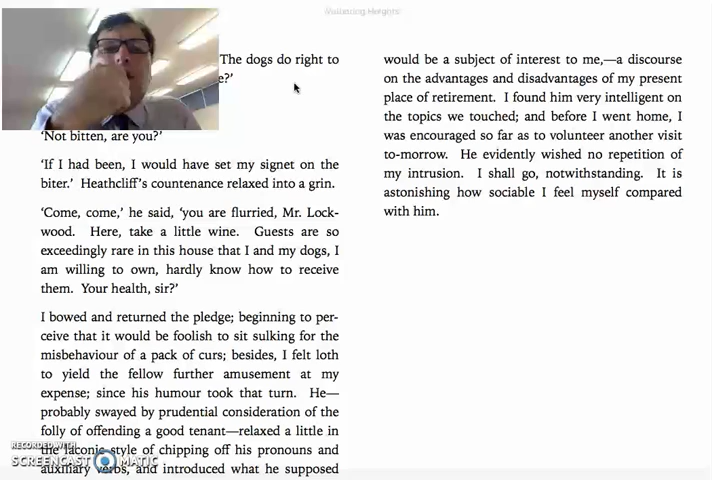 Wuthering Heights
The dogs do right to
e?’
‘Not bitten, are you?’
‘If I had been, I would have set my signet on the
biter.’ Heathcliff’s countenance relaxed into a grin.
‘Come, come,’ he said, ‘you are flurried, Mr. Lock-
wood. Here, take a little wine. Guests are so
exceedingly rare in this house that I and my dogs, I
am willing to own, hardly know how to receive
them. Your health, sir?’
I bowed and returned the pledge; beginning to per-
ceive that it would be foolish to sit sulking for the
misbehaviour of a pack of curs; besides, I felt loth
to yield the fellow further amusement at my
expense; since his humour took that turn. He—
probably swayed by prudential consideration of the
folly of offending a good tenant—relaxed a little in
the laconic style of chipping off his pronouns and
auxiliary verbs, and introduced what he supposed
would be a subject of interest to me,—a discourse
on the advantages and disadvantages of my present
place of retirement. I found him very intelligent on
the topics we touched; and before I went home, I
was encouraged so far as to volunteer another visit
to-morrow. He evidently wished no repetition of
my intrusion. I shall go, notwithstanding. It is
astonishing how sociable I feel myself compared
with him.
RECORDED WITH
SCREENCAST MATIC